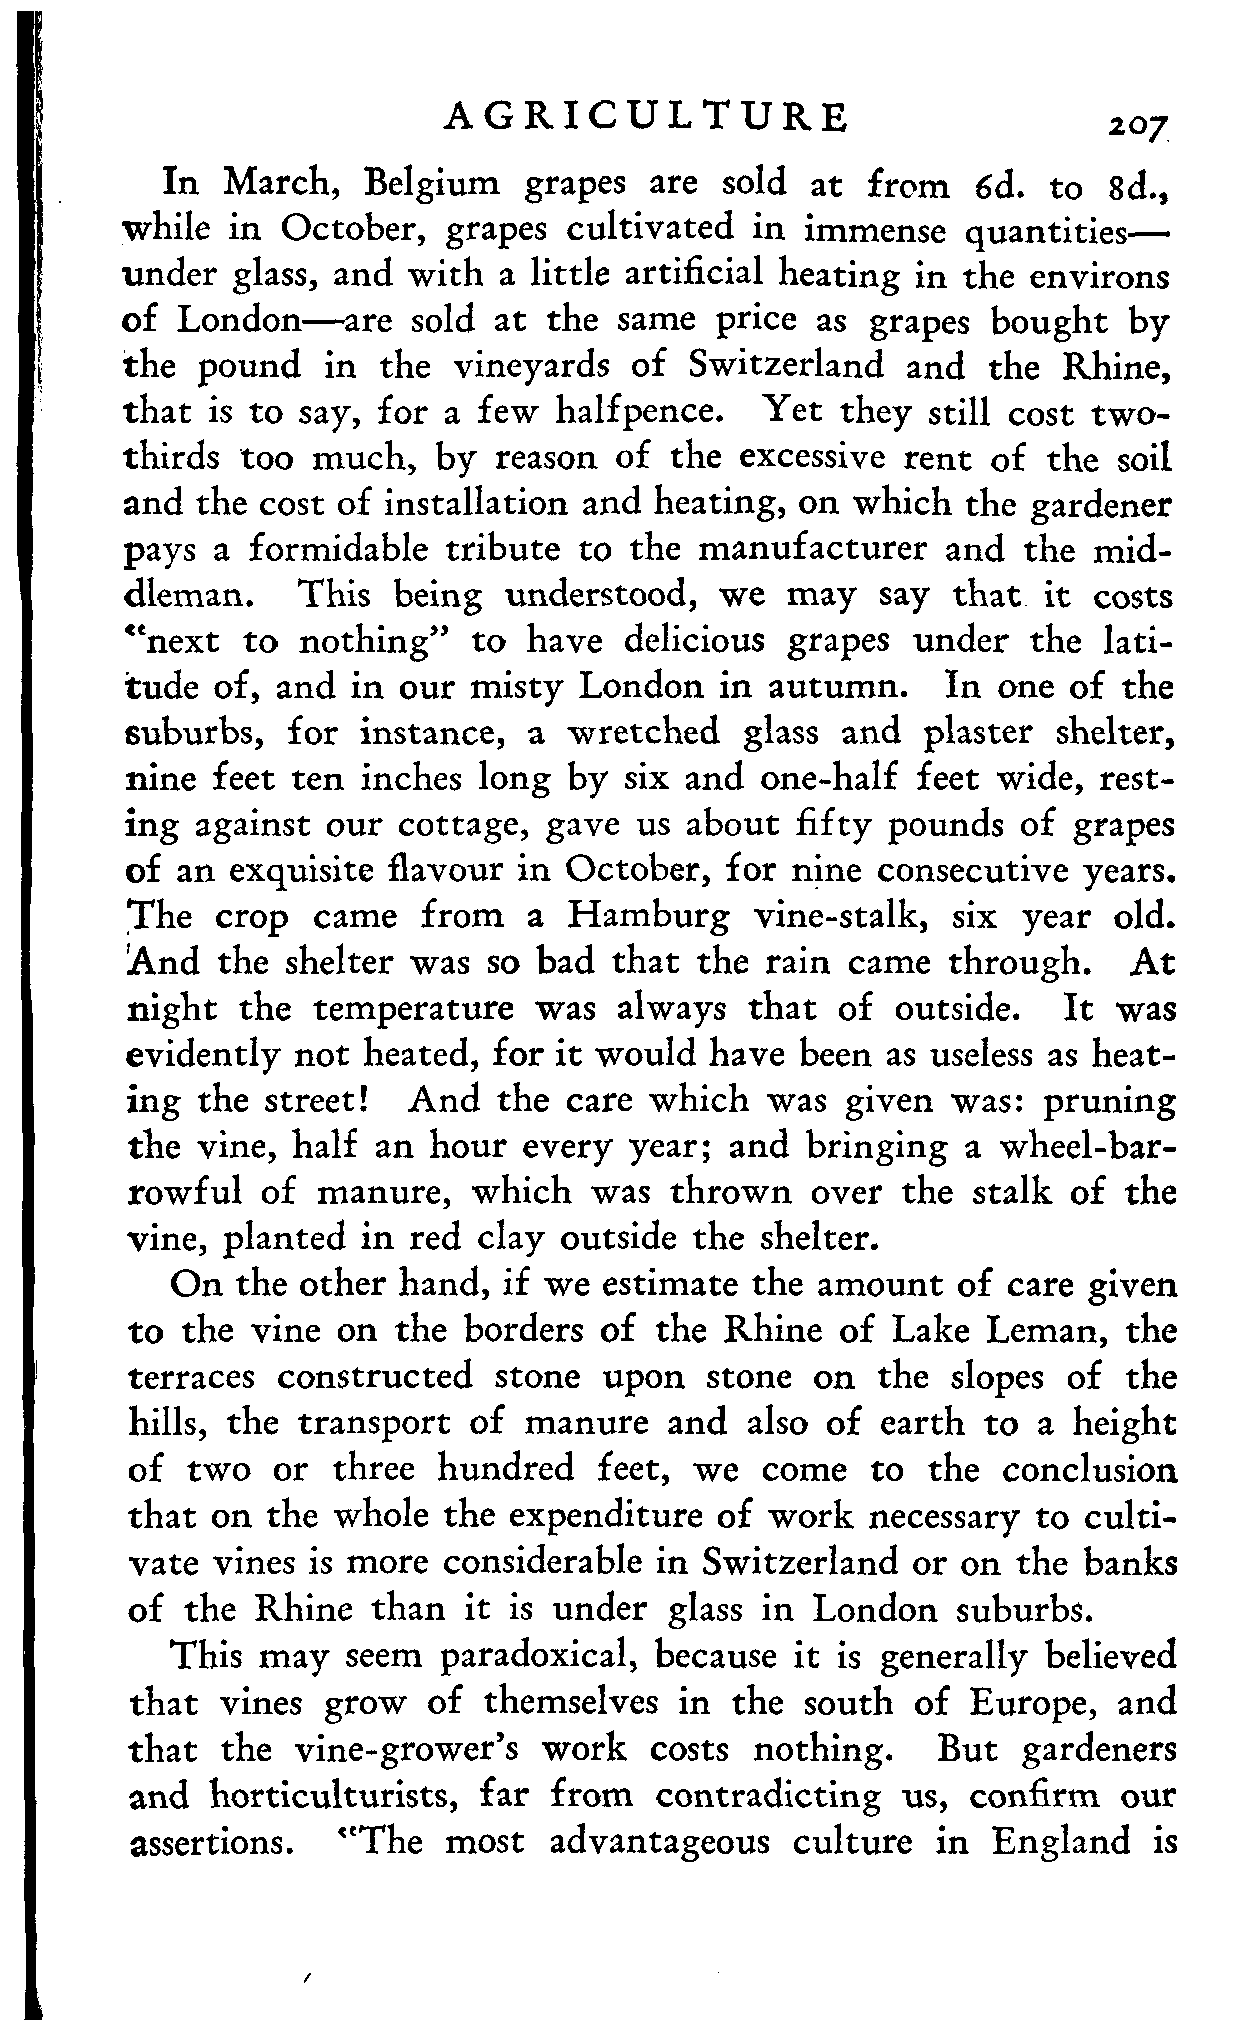 AGRICULTURE 207
In March, Belgium grapes are sold at from 6d. to 8d.,
while in October, grapes cultivated in immense quantities—
under glass, and with a little artificial heating in the environs
of London—are sold at the same price as grapes bought by
the pound in the vineyards of Switzerland and the Rhine,
that is to say, for a few halfpence. Yet they still cost two-
thirds too much, by reason of the excessive rent of the soil
and the cost of installation and heating, on which the gardener
pays a formidable tribute to the manufacturer and the mid-
dleman. This being understood, we may say that it costs
"next to nothing" to have delicious grapes under the lati-
tude of, and in our misty London in autumn. In one of the
suburbs, for instance, a wretched glass and plaster shelter,
nine feet ten inches long by six and one-half feet wide, rest-
ing against our cottage, gave us about fifty pounds of grapes
of an exquisite flavour in October, for nine consecutive years.
The crop came from a Hamburg vine-stalk, six year old.
And the shelter was so bad that the rain came through. At
night the temperature was always that of outside. It was
evidently not heated, for it would have been as useless as heat-
ing the street! And the care which was given was: pruning
the vine, half an hour every year; and bringing a wheel-bar-
rowful of manure, which was thrown over the stalk of the
vine, planted in red clay outside the shelter.
On the other hand, if we estimate the amount of care given
to the vine on the borders of the Rhine of Lake Leman, the
terraces constructed stone upon stone on the slopes of the
hills, the transport of manure and also of earth to a height
of two or three hundred feet, we come to the conclusion
that on the whole the expenditure of work necessary to culti-
vate vines is more considerable in Switzerland or on the banks
of the Rhine than it is under glass in London suburbs.
This may seem paradoxical, because it is generally believed
that vines grow of themselves in the south of Europe, and
that the vine-grower's work costs nothing. But gardeners
and horticulturists, far from contradicting us, confirm our
assertions. "The most advantageous culture in England is